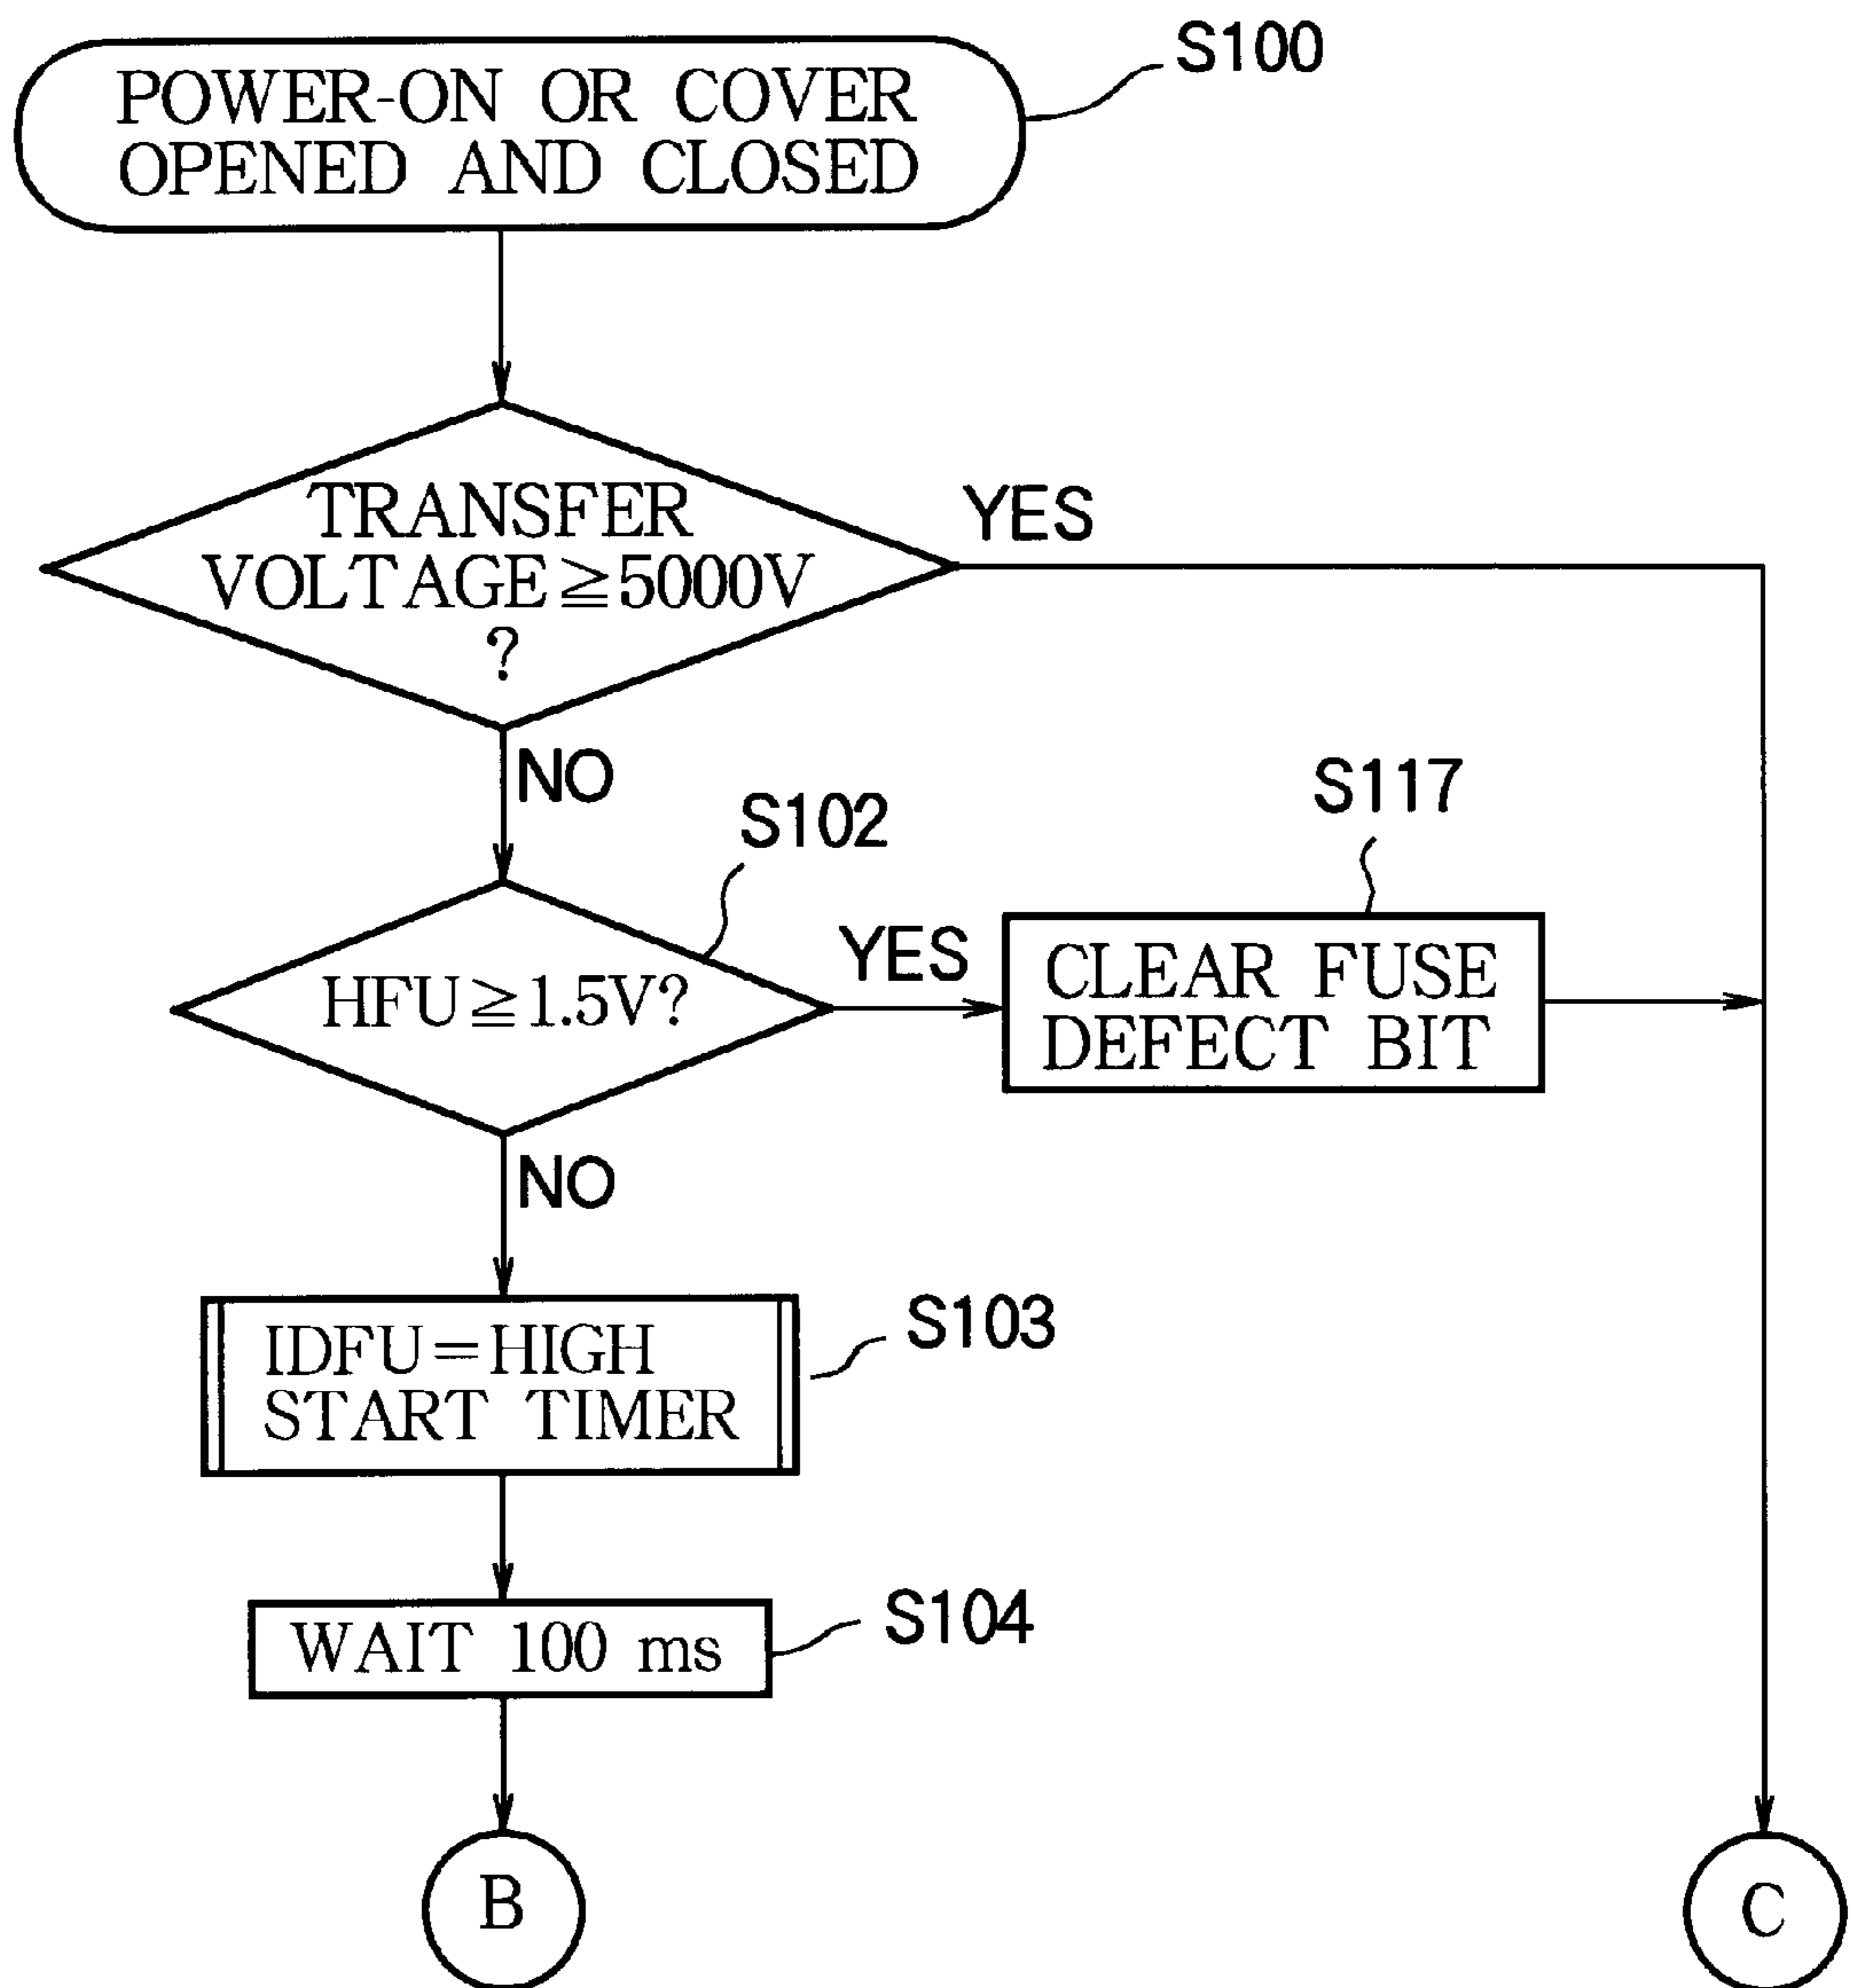 S100
POWER-ON OR COVER
OPENED AND CLOSED
TRANSFER
VOLTAGE≧5000V
?
YES
NO
S102
S117
HFU≧1.5V?
YES
CLEAR FUSE
DEFECT BIT
NO
S103
IDFU=HIGH
START TIMER
S104
WAIT 100 ms
B
C